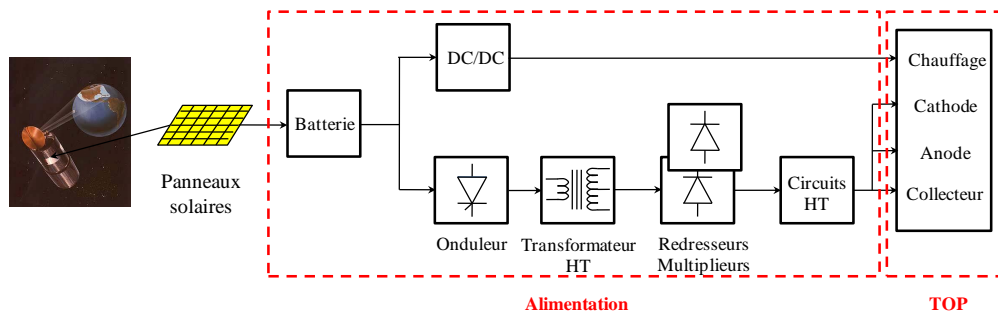 Panneaux
solaires
Batterie
DC/DC
Onduleur
Transformateur
HT
Redresseurs
Multiplieurs
Circuits
HT
Chauffage
Cathode
Anode
Collecteur
Alimentation
TOP